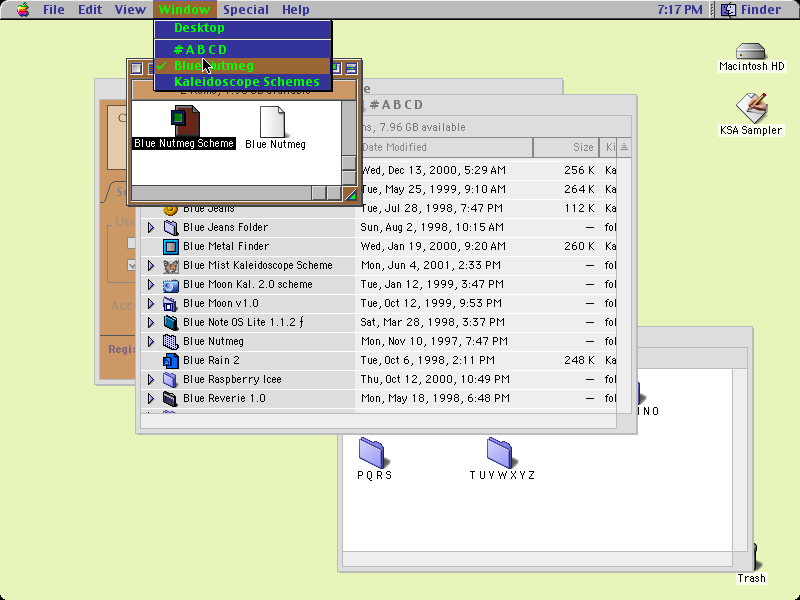 File Edit View Window Special Help 7:17 PM Finder
Desktop
#ABCD
Blue Nutmeg
Kaleidoscope Schemes
Macintosh HD
KSA Sampler
Blue Nutmeg Scheme
Blue Nutmeg
#ABCD
7.96 GB available
Date Modified Size
Wed, Dec 13, 2000, 5:29 AM 256 K Ka
Tue, May 25, 1999, 9:10 AM 264 K Ka
Blue Jeans Tue, Jul 28, 1998, 7:47 PM 112 K Ka
Blue Jeans Folder Sun, Aug 2, 1998, 10:15 AM – fol
Blue Metal Finder Wed, Jan 19, 2000, 9:20 AM 260 K Ka
Blue Mist Kaleidoscope Scheme Mon, Jun 4, 2001, 2:33 PM – fol
Blue Moon Kal. 2.0 scheme Tue, Jan 12, 1999, 3:47 PM – fol
Blue Moon v1.0 Tue, Oct 12, 1999, 9:53 PM – fol
Blue Note OS Lite 1.1.2 ƒ Sat, Mar 28, 1998, 3:37 PM – fol
Blue Nutmeg Mon, Nov 10, 1997, 7:47 PM – fol
Blue Rain 2 Tue, Oct 6, 1998, 2:11 PM 248 K Ka
Blue Raspberry Icee Thu, Oct 12, 2000, 10:49 PM – fol
Blue Reverie 1.0 Mon, May 18, 1998, 6:48 PM – fol
PQRS
TUVWXYZ
Trash